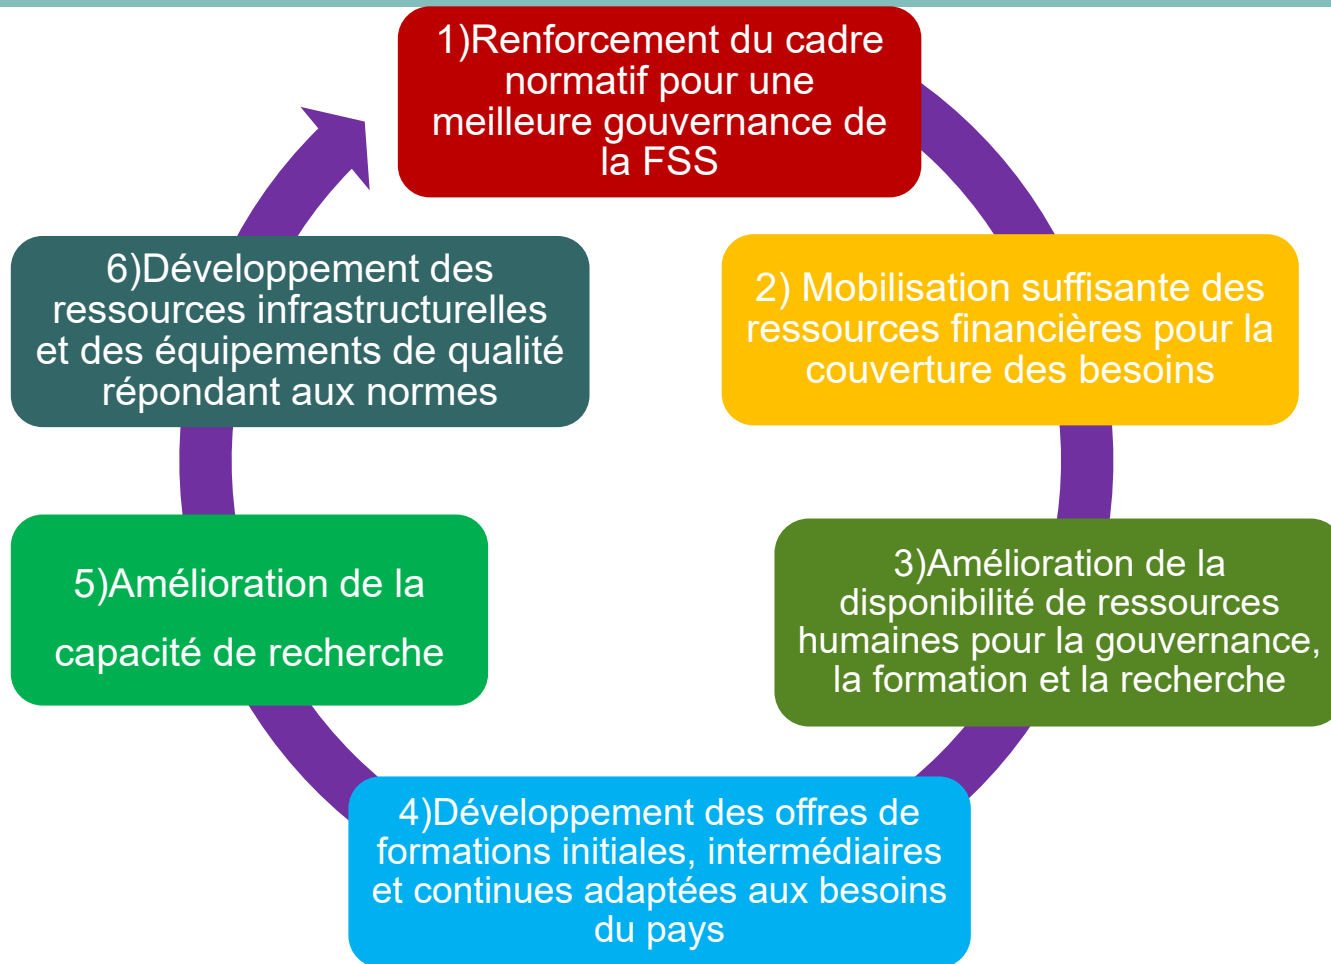 1)Renforcement du cadre
normatif pour une
meilleure gouvernance de
la FSS
2) Mobilisation suffisante des
ressources financières pour la
couverture des besoins
3)Amélioration de la
disponibilité de ressources
humaines pour la gouvernance,
la formation et la recherche
4)Développement des offres de
formations initiales, intermédiaires
et continues adaptées aux besoins
du pays
5)Amélioration de la
capacité de recherche
6)Développement des
ressources infrastructurelles
et des équipements de qualité
répondant aux normes